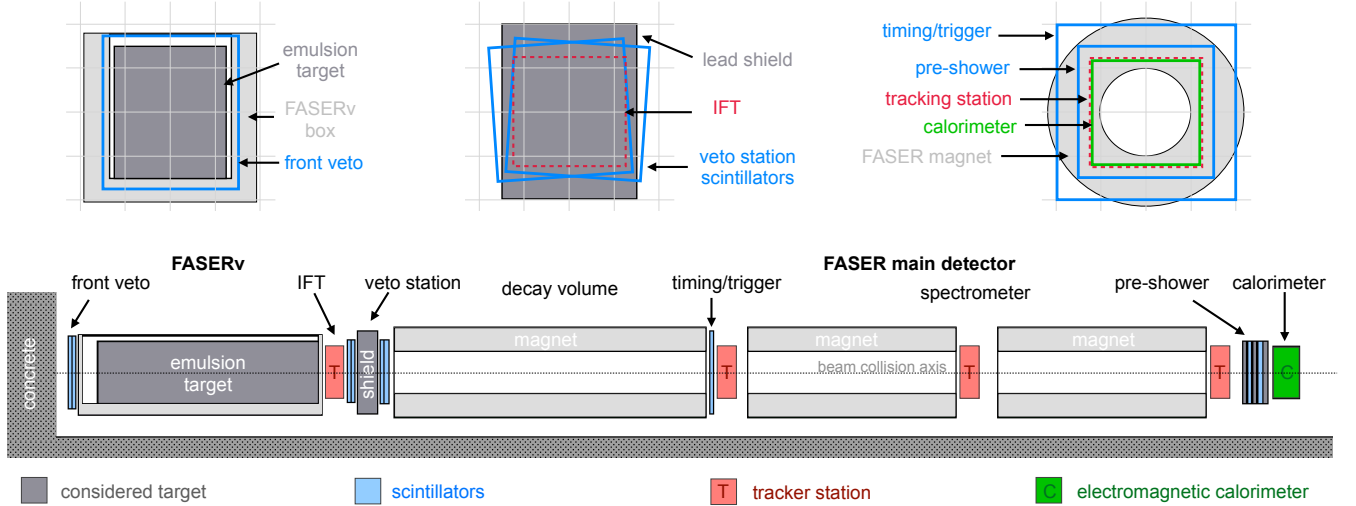 emulsion
target
FASERν
box
front veto
lead shield
IFT
veto station
scintillators
timing/trigger
pre-shower
tracking station
calorimeter
FASER magnet
FASERν
FASER main detector
front veto
IFT
veto station
decay volume
timing/trigger
spectrometer
pre-shower
calorimeter
concrete
emulsion
target
T
shield
magnet
T
magnet
beam collision axis
T
magnet
T
C
considered target
scintillators
T
tracker station
C
electromagnetic calorimeter